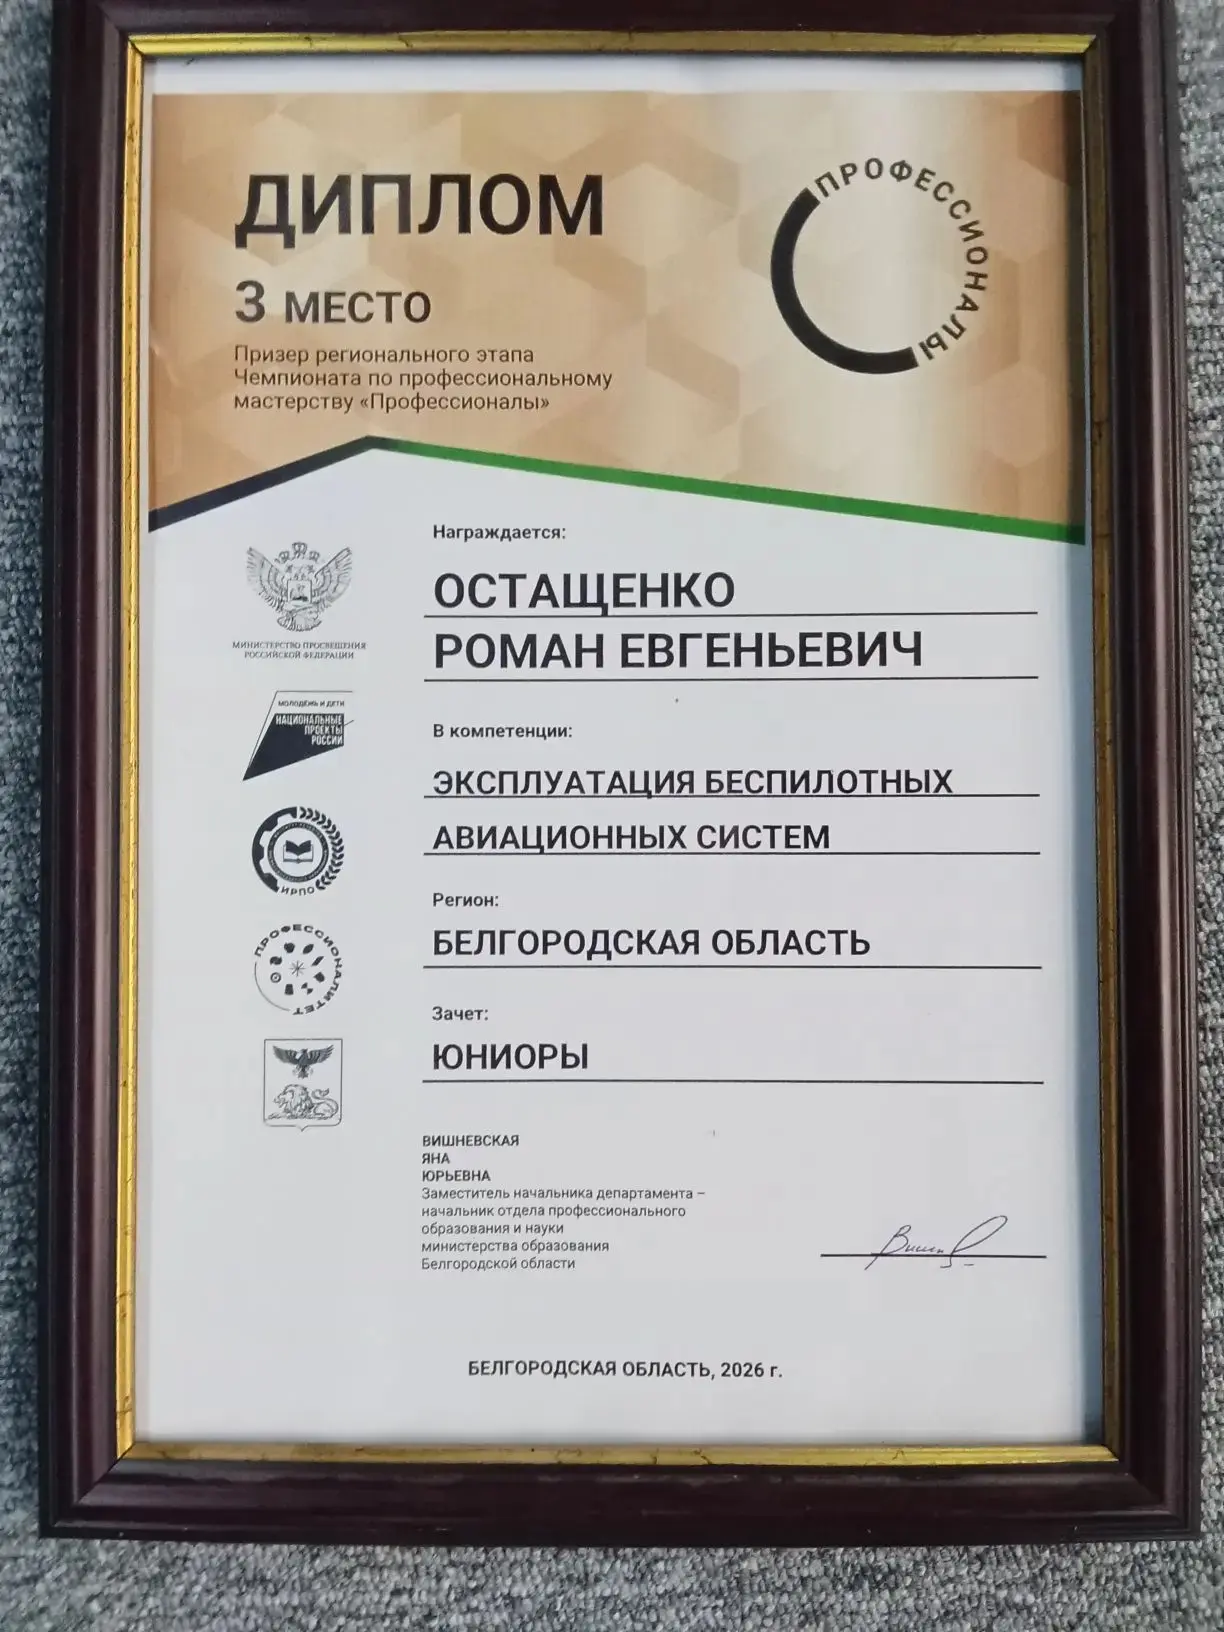 ДИПЛОМ
3 МЕСТО
Призер регионального этапа
Чемпионата по профессиональному
мастерству «Профессионалы»
ПРОФЕССИОНАЛЫ
МИНИСТЕРСТВО ПРОСВЕЩЕНИЯ
РОССИЙСКОЙ ФЕДЕРАЦИИ
МОЛОДЁЖЬ И ДЕТИ
НАЦИОНАЛЬНЫЕ
ПРОЕКТЫ
РОССИИ
ИРПО
ПРОФЕССИОНАЛИТЕТ
Награждается:
ОСТАЩЕНКО
РОМАН ЕВГЕНЬЕВИЧ
В компетенции:
ЭКСПЛУАТАЦИЯ БЕСПИЛОТНЫХ
АВИАЦИОННЫХ СИСТЕМ
Регион:
БЕЛГОРОДСКАЯ ОБЛАСТЬ
Зачет:
ЮНИОРЫ
ВИШНЕВСКАЯ
ЯНА
ЮРЬЕВНА
Заместитель начальника департамента –
начальник отдела профессионального
образования и науки
министерства образования
Белгородской области
БЕЛГОРОДСКАЯ ОБЛАСТЬ, 2026 г.